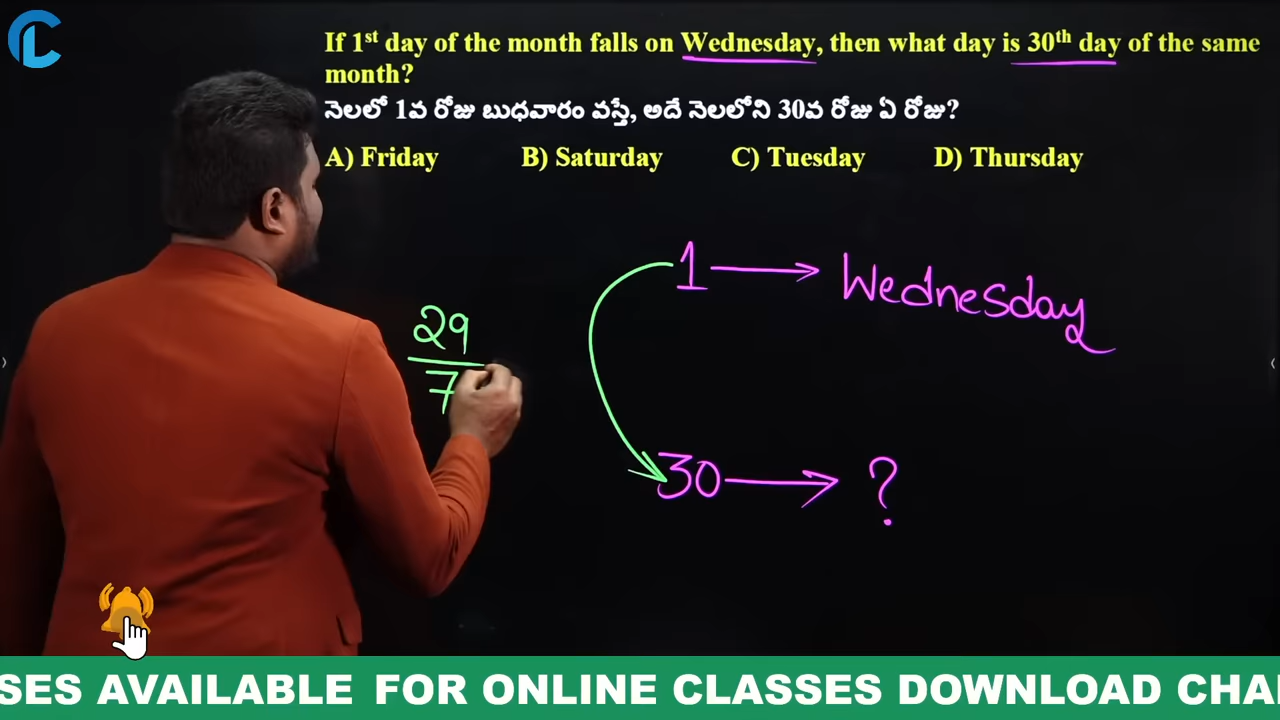 If 1st day of the month falls on Wednesday, then what day is 30th day of the same
month?
నెలలో 1వ రోజు బుధవారం వస్తే, అదే నెలలోని 30వ రోజు ఏ రోజు?
A) Friday B) Saturday C) Tuesday D) Thursday
1 → Wednesday
29
7
30 → ?
SES AVAILABLE FOR ONLINE CLASSES DOWNLOAD CHA